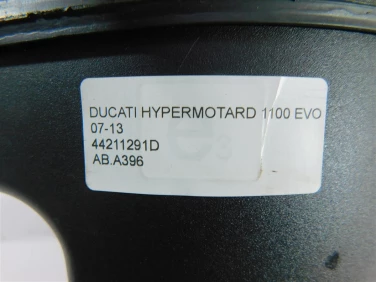 DUCATI HYPERMOTARD 1100 EVO
07-13
44211291D
AB.A396